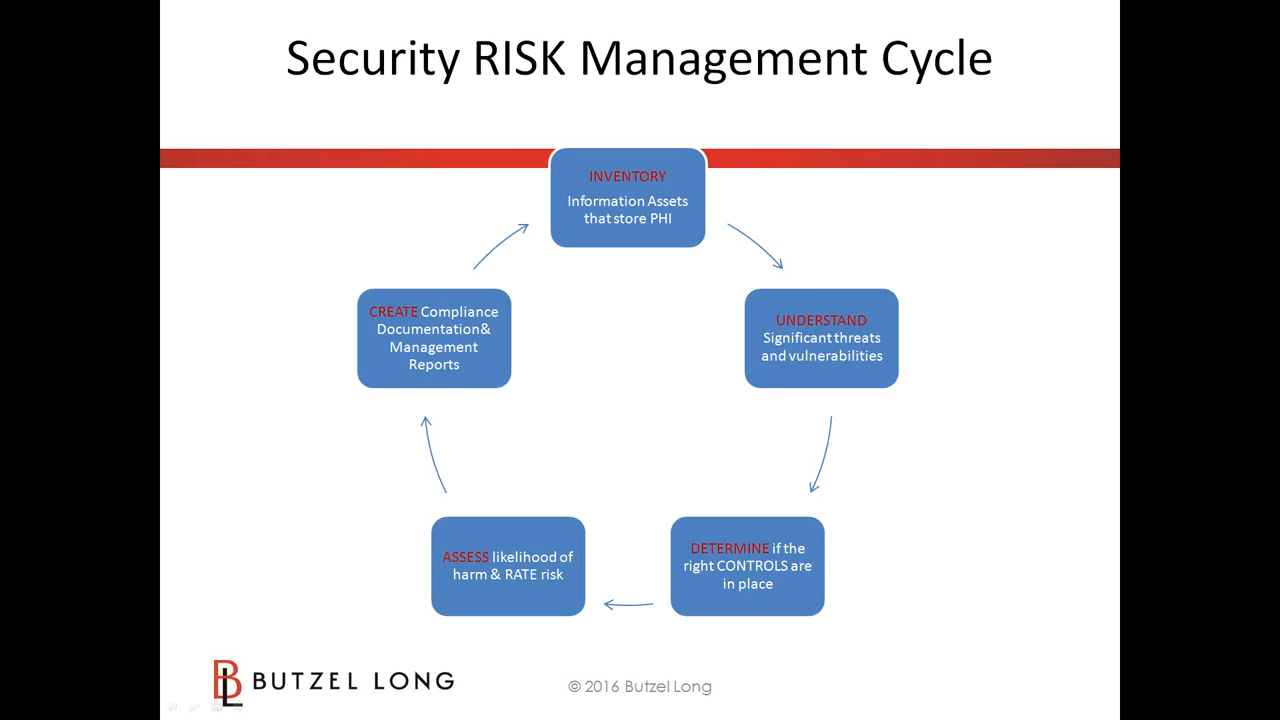 Security RISK Management Cycle
INVENTORY
Information Assets
that store PHI
UNDERSTAND
Significant threats
and vulnerabilities
DETERMINE if the
right CONTROLS are
in place
ASSESS likelihood of
harm & RATE risk
CREATE Compliance
Documentation&
Management
Reports
BL BUTZEL LONG
© 2016 Butzel Long